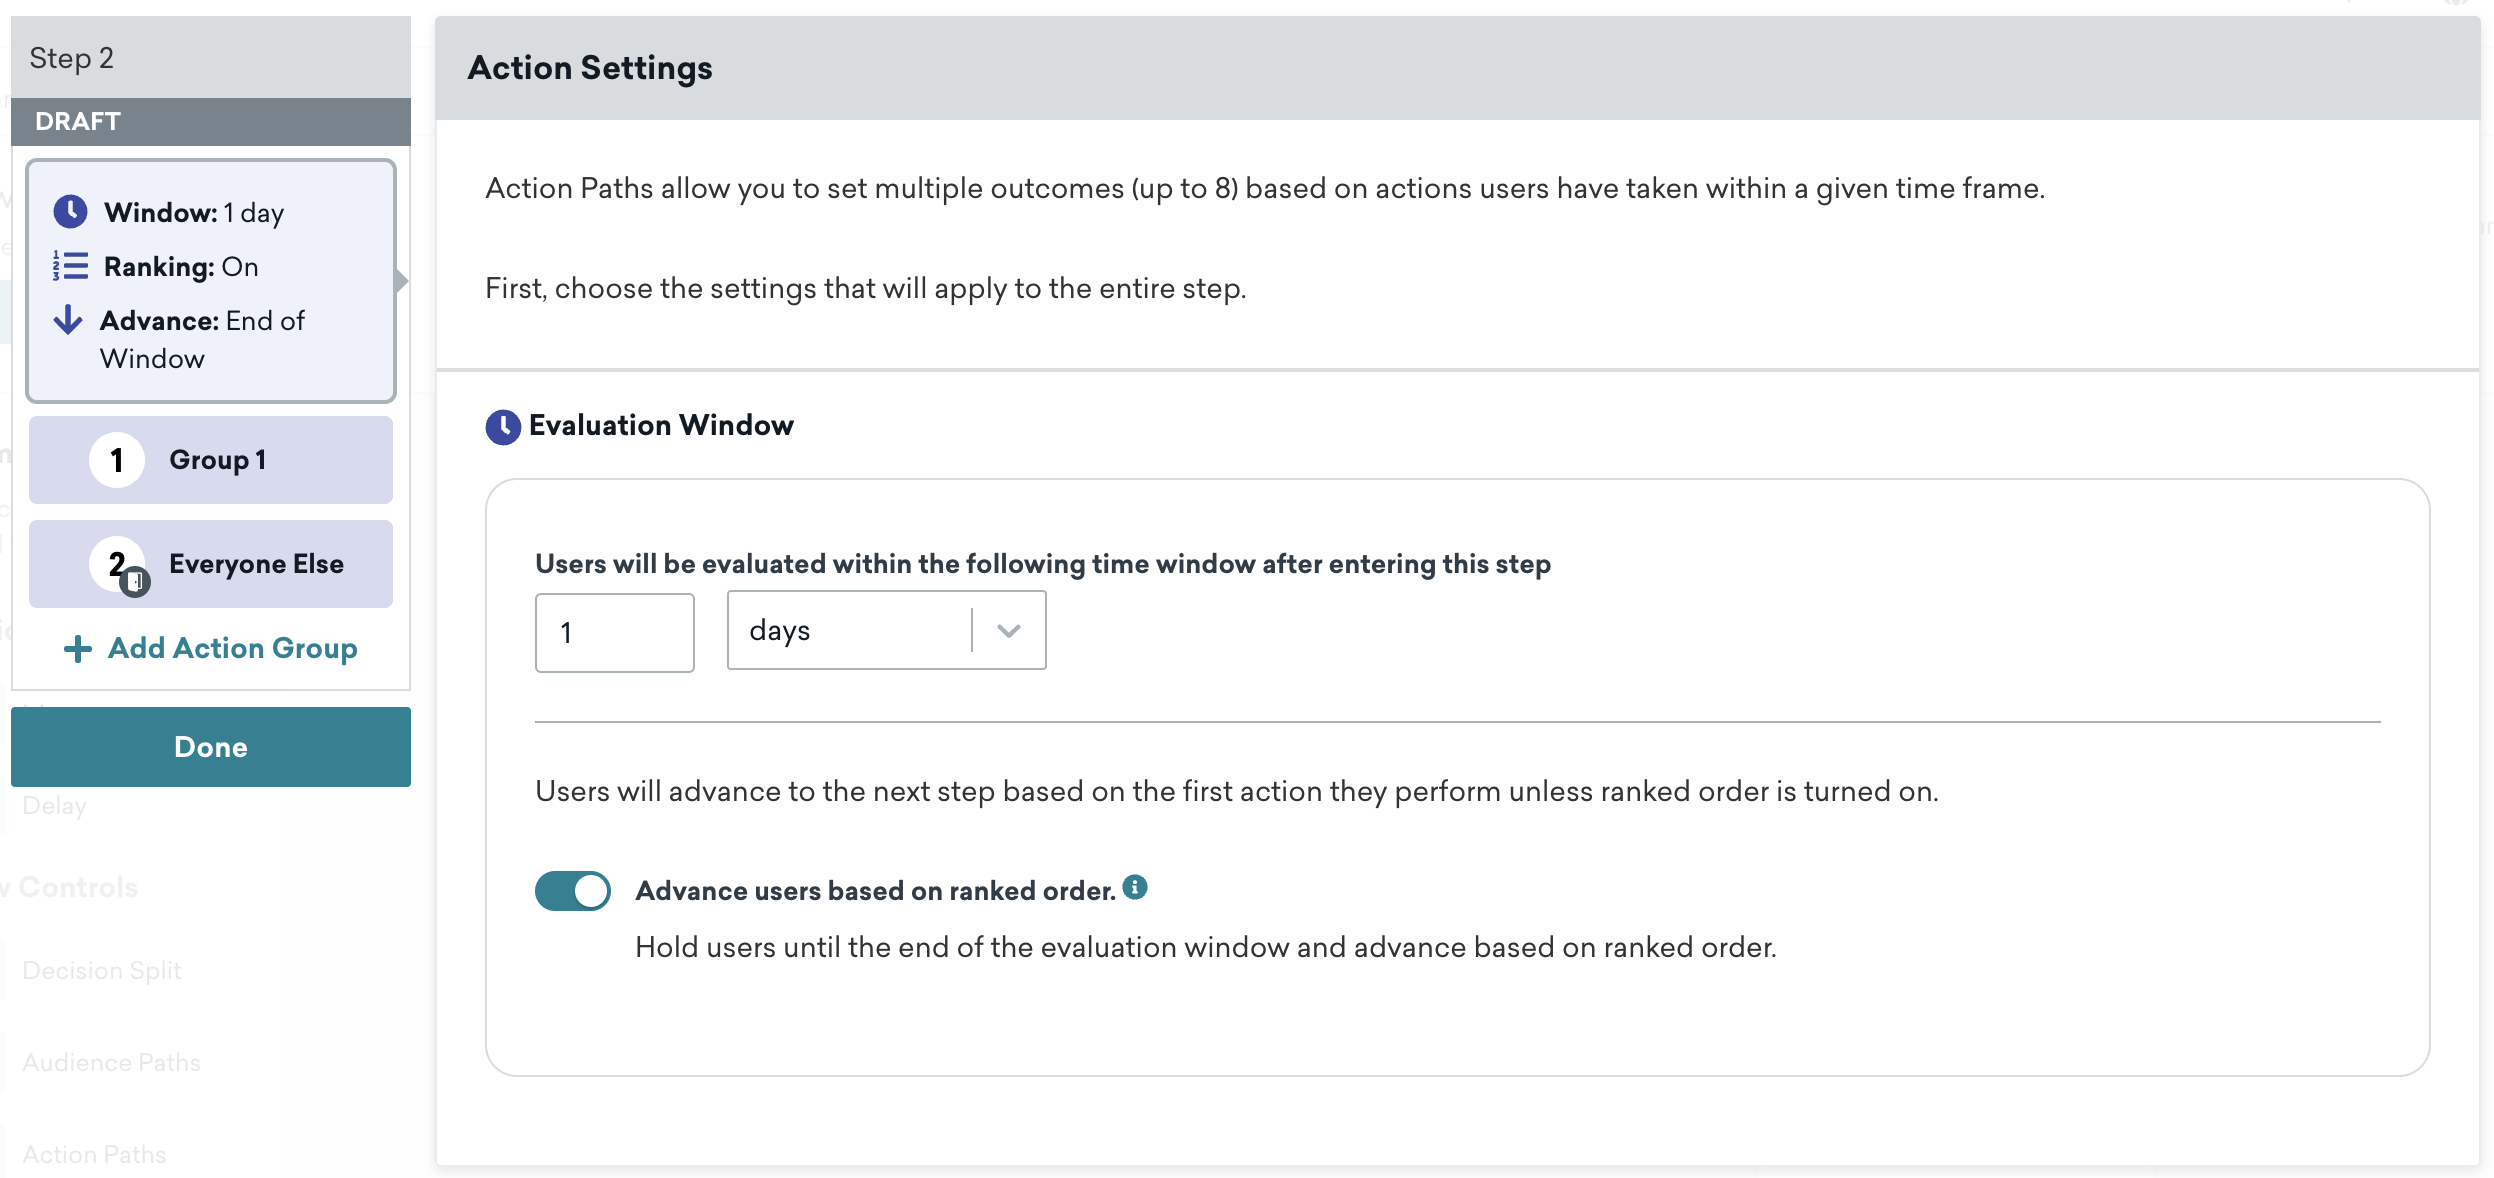 Step 2
DRAFT
Window: 1 day
Ranking: On
Advance: End of
Window
1 Group 1
2 Everyone Else
Add Action Group
Done
Delay
Controls
Decision Split
Audience Paths
Action Paths
Action Settings
Action Paths allow you to set multiple outcomes (up to 8) based on actions users have taken within a given time frame.
First, choose the settings that will apply to the entire step.
Evaluation Window
Users will be evaluated within the following time window after entering this step
1 days
Users will advance to the next step based on the first action they perform unless ranked order is turned on.
Advance users based on ranked order.
Hold users until the end of the evaluation window and advance based on ranked order.